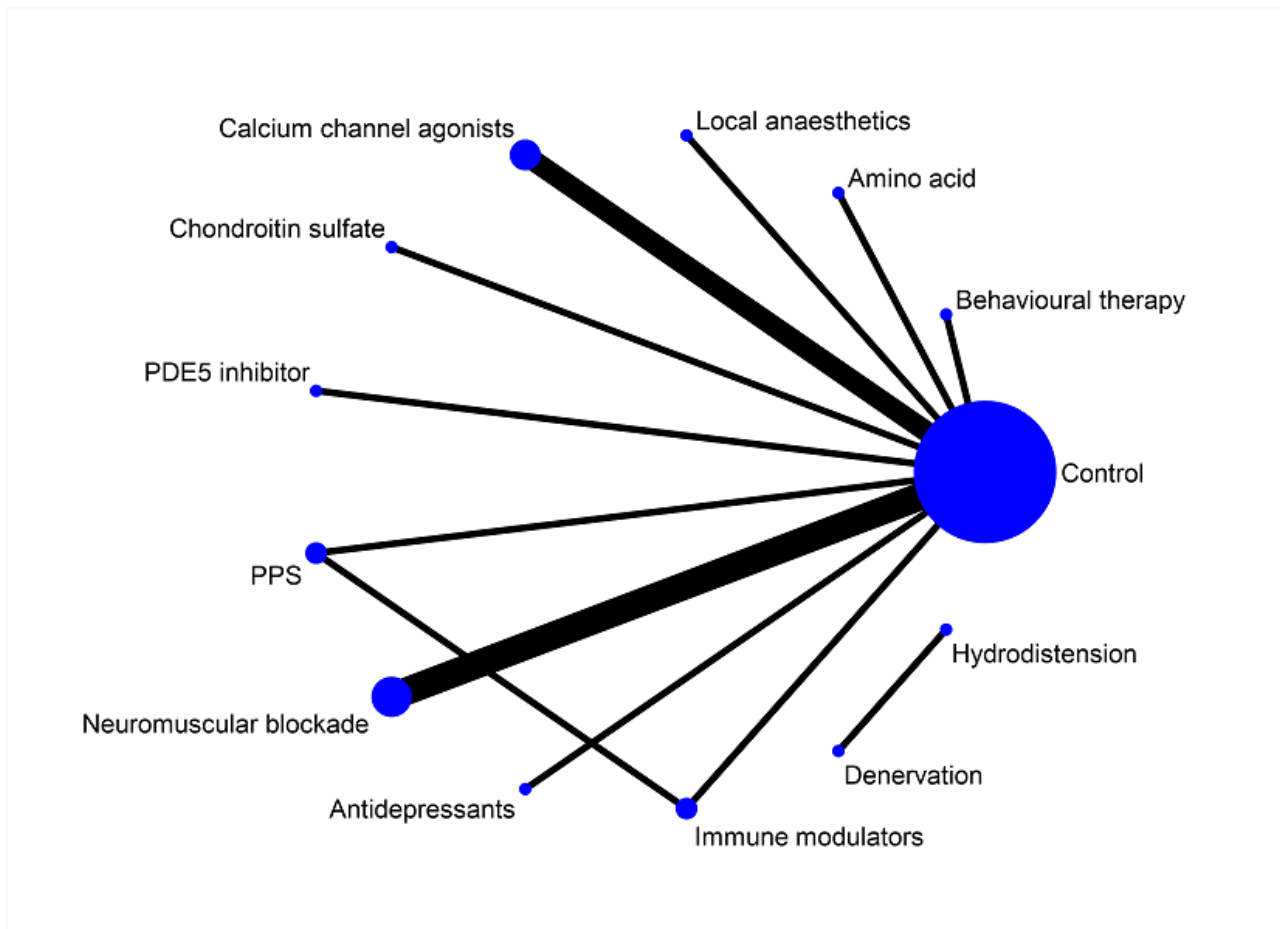 Local anaesthetics
Calcium channel agonists
Amino acid
Chondroitin sulfate
Behavioural therapy
PDE5 inhibitor
Control
PPS
Hydrodistension
Neuromuscular blockade
Denervation
Antidepressants
Immune modulators